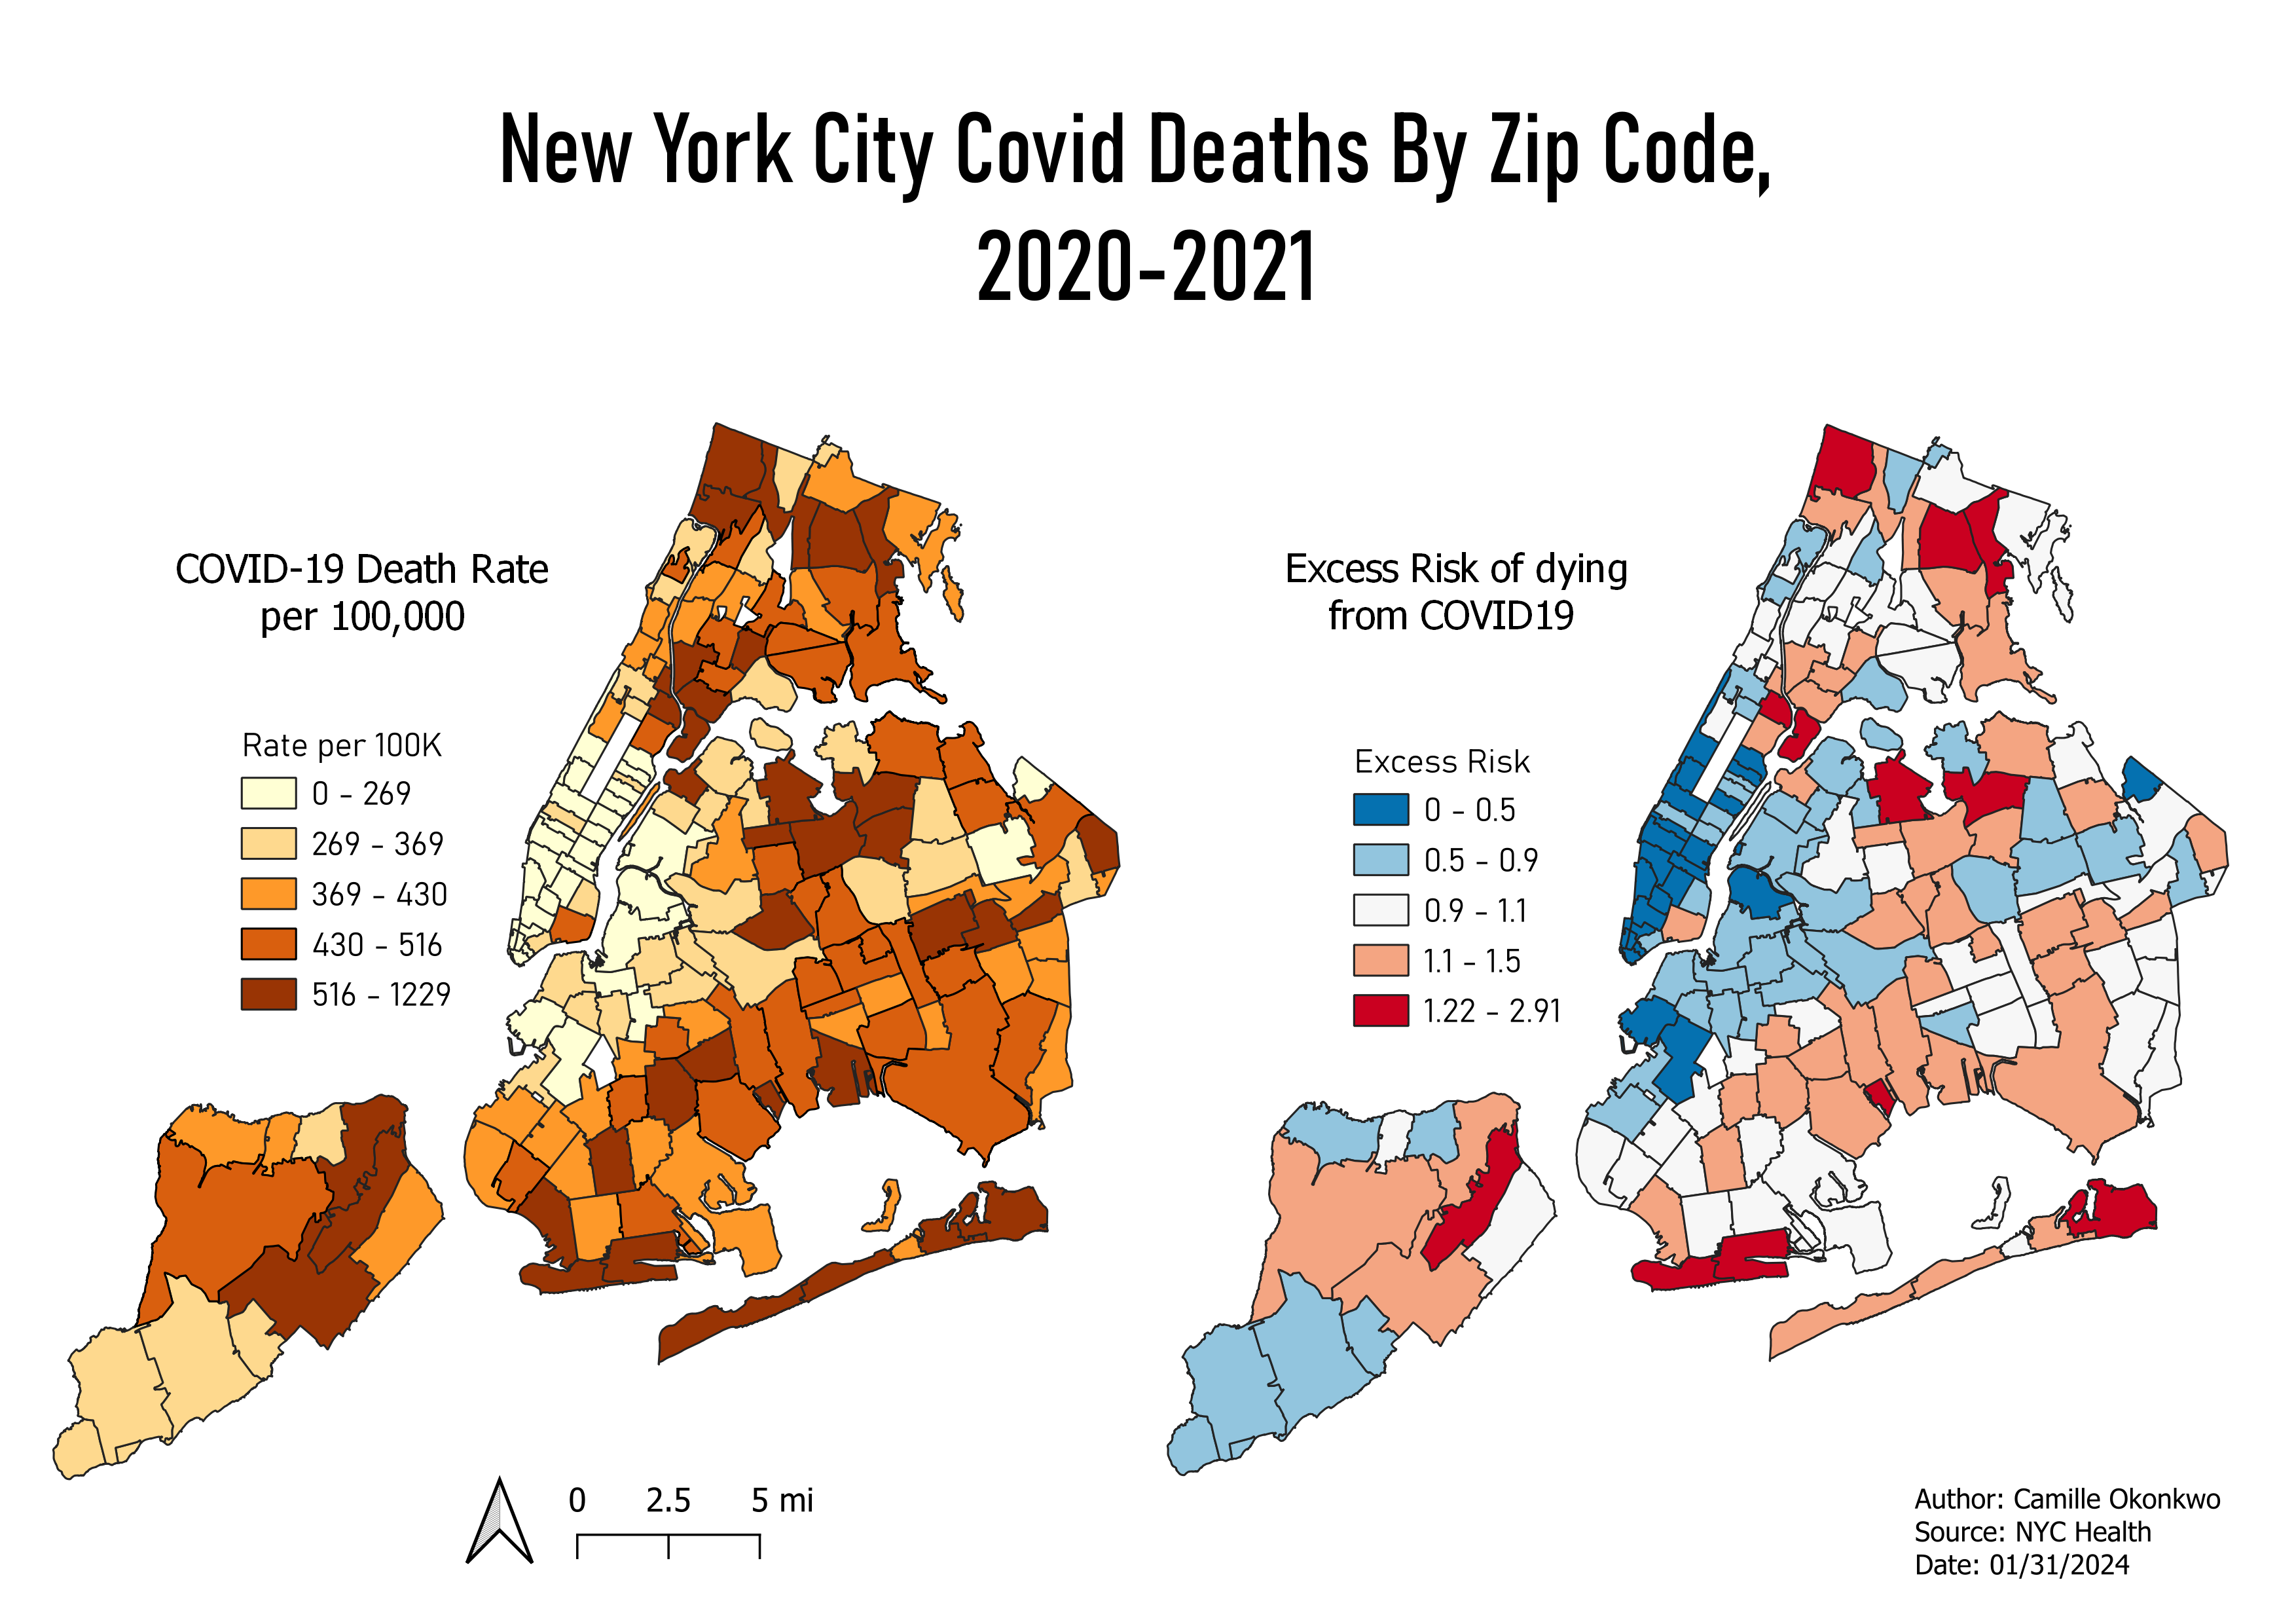 New York City Covid Deaths By Zip Code,
2020-2021
COVID-19 Death Rate
per 100,000
Rate per 100K
0 - 269
269 - 369
369 - 430
430 - 516
516 - 1229
Excess Risk of dying
from COVID19
Excess Risk
0 - 0.5
0.5 - 0.9
0.9 - 1.1
1.1 - 1.5
1.22 - 2.91
0 2.5 5 mi
Author: Camille Okonkwo
Source: NYC Health
Date: 01/31/2024